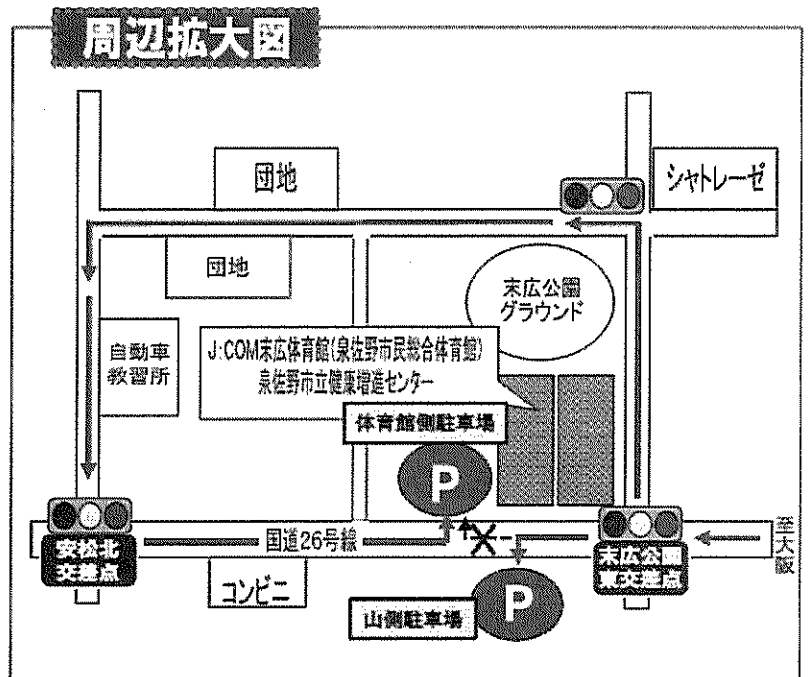 周辺拡大図
団地
シャトレーゼ
団地
末広公園
グラウンド
自動車
教習所
J:COM末広体育館(泉佐野市民総合体育館)
泉佐野市立健康増進センター
体育館側駐車場
P
安松北
交差点
国道26号線
末広公園
東交差点
至大阪
コンビニ
山側駐車場
P